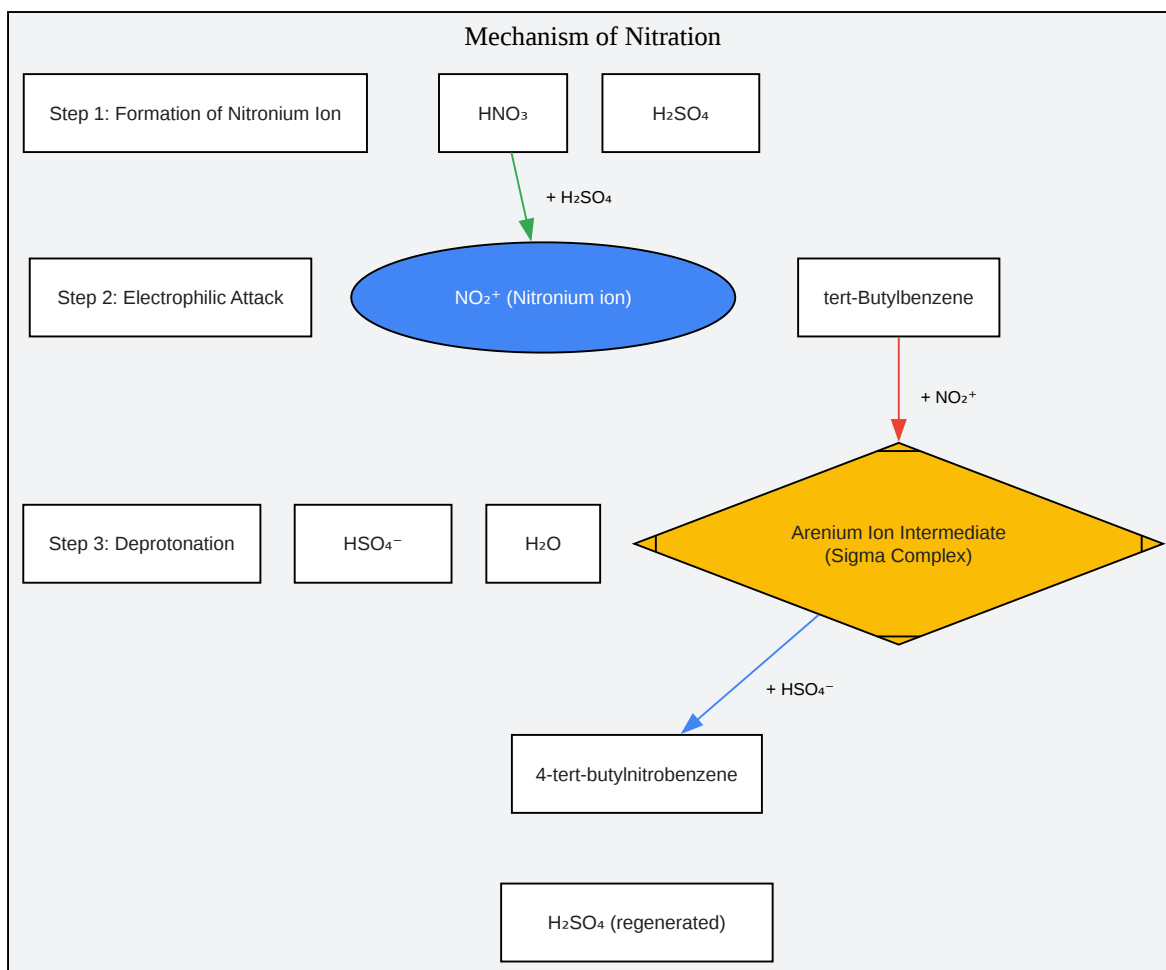 Mechanism of Nitration
Step 1: Formation of Nitronium Ion
HNO₃
H₂SO₄
+ H₂SO₄
Step 2: Electrophilic Attack
NO₂⁺ (Nitronium ion)
tert-Butylbenzene
+ NO₂⁺
Step 3: Deprotonation
HSO₄⁻
H₂O
Arenium Ion Intermediate
(Sigma Complex)
+ HSO₄⁻
4-tert-butylnitrobenzene
H₂SO₄ (regenerated)